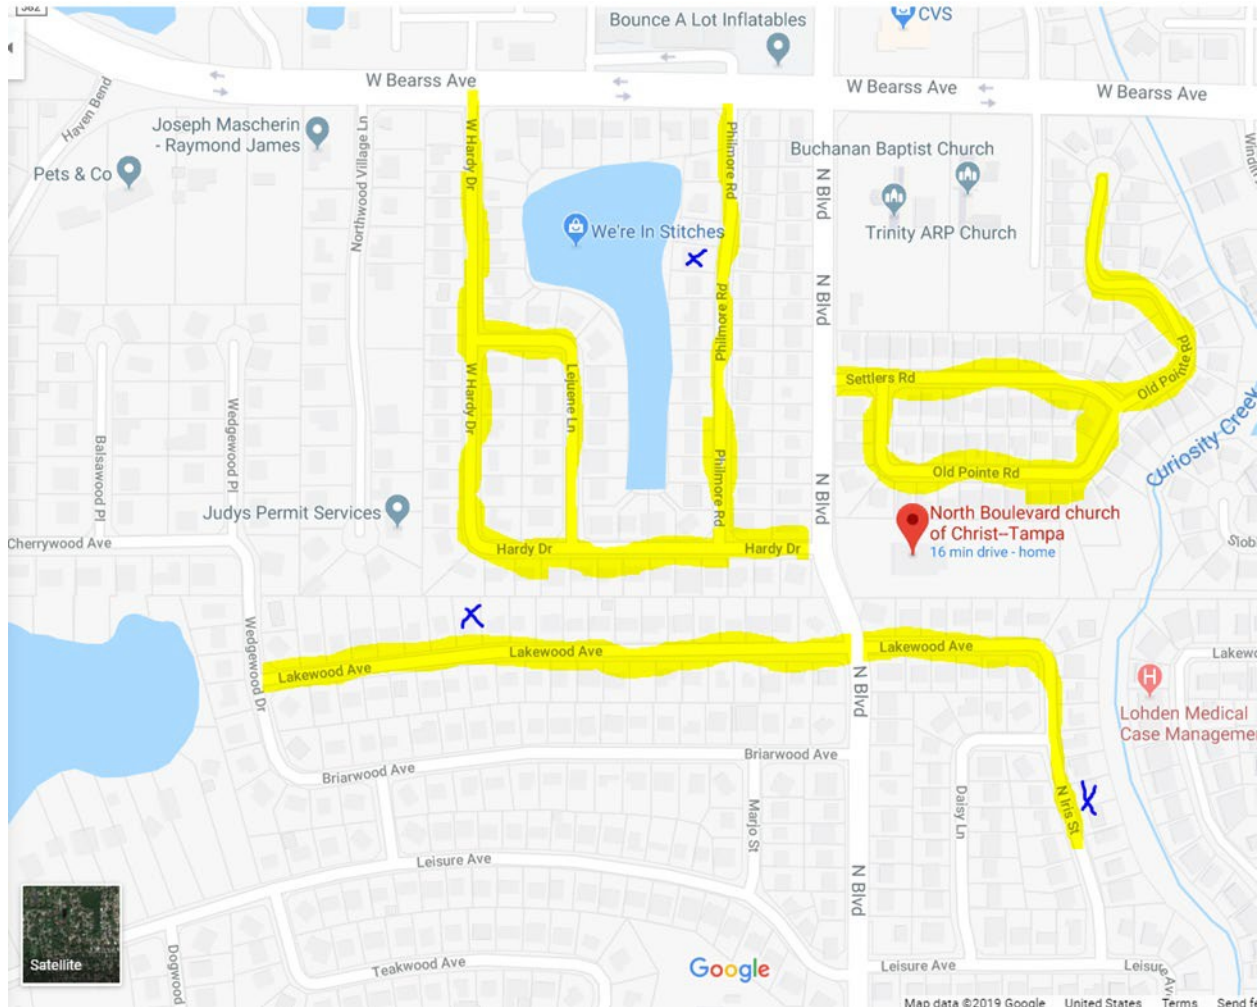 582
Bounce A Lot Inflatables
CVS
W Bearss Ave
W Bearss Ave
W Bearss Ave
Haven Bend
Joseph Mascherin
- Raymond James
Pets & Co
Northwood Village Ln
W Hardy Dr
Philmore Rd
N Blvd
Buchanan Baptist Church
Trinity ARP Church
We're In Stitches
Philmore Rd
N Blvd
W Hardy Dr
Lejuene Ln
Settlers Rd
Old Pointe Rd
Balsawood Pl
Wedgewood Pl
Philmore Rd
N Blvd
Old Pointe Rd
Curiosity Creek
Judys Permit Services
North Boulevard church
of Christ–Tampa
16 min drive - home
Cherrywood Ave
Hardy Dr
Hardy Dr
Wedgewood Dr
Lakewood Ave
Lakewood Ave
Lakewood Ave
N Blvd
Lohden Medical
Briarwood Ave
Briarwood Ave
Marjo St
Daisy Ln
N Iris St
Leisure Ave
N Blvd
Satellite
Dogwood
Teakwood Ave
Google
Leisure Ave
Map data ©2019 Google United States Terms